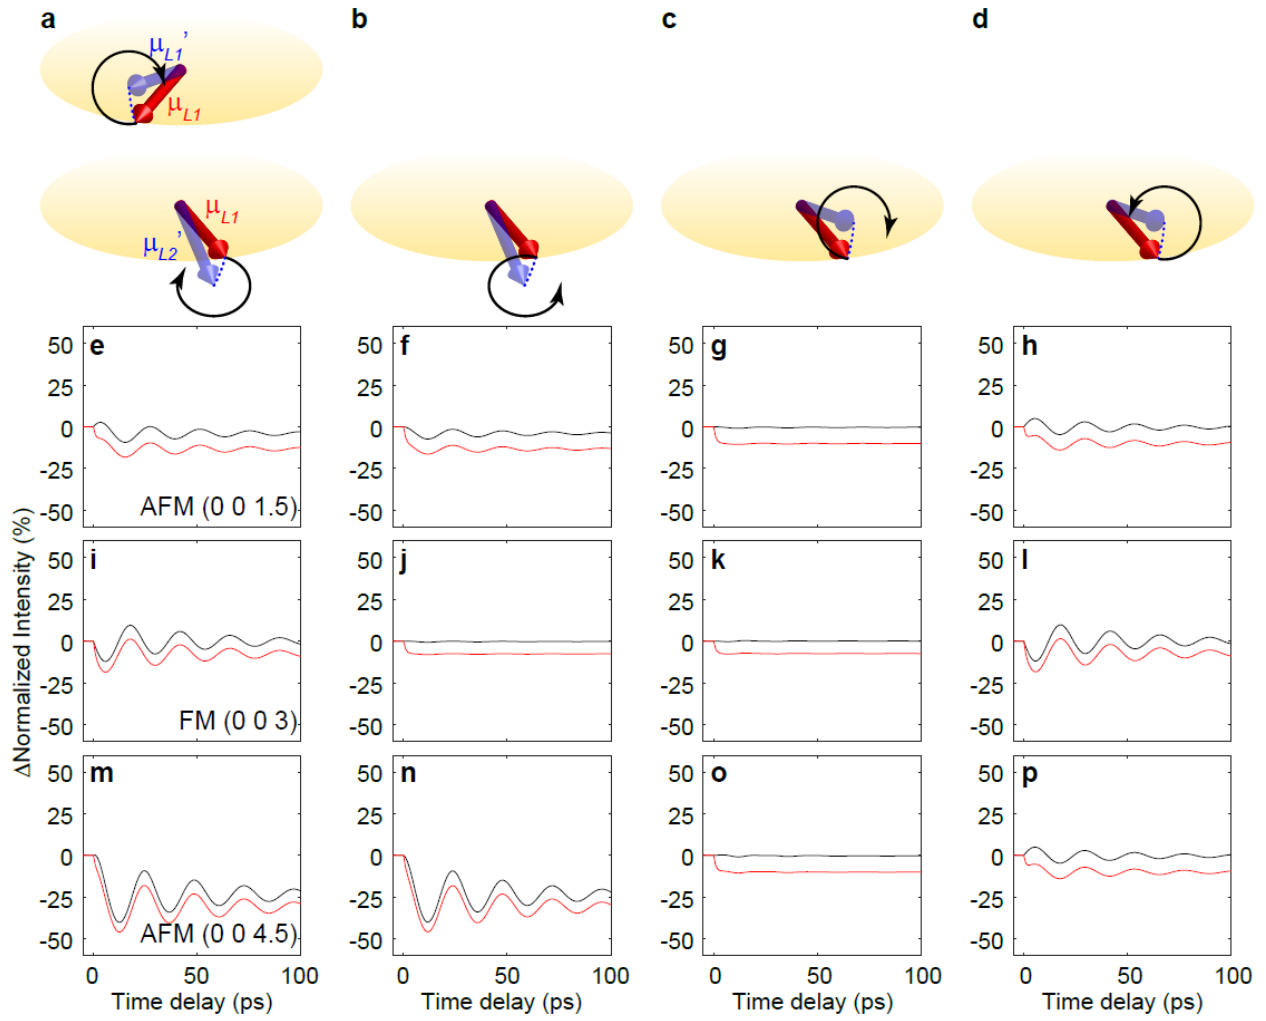 a b c d
μL1’
μL1
μL1
μL2’
e f g h
50 50 50 50
25 25 25 25
0 0 0 0
-25 -25 -25 -25
-50 -50 -50 -50
AFM (0 0 1.5)
i j k l
50 50 50 50
25 25 25 25
0 0 0 0
-25 -25 -25 -25
-50 -50 -50 -50
FM (0 0 3)
ΔNormalized Intensity (%)
m n o p
50 50 50 50
25 25 25 25
0 0 0 0
-25 -25 -25 -25
-50 -50 -50 -50
AFM (0 0 4.5)
0 50 100 0 50 100 0 50 100 0 50 100
Time delay (ps) Time delay (ps) Time delay (ps) Time delay (ps)